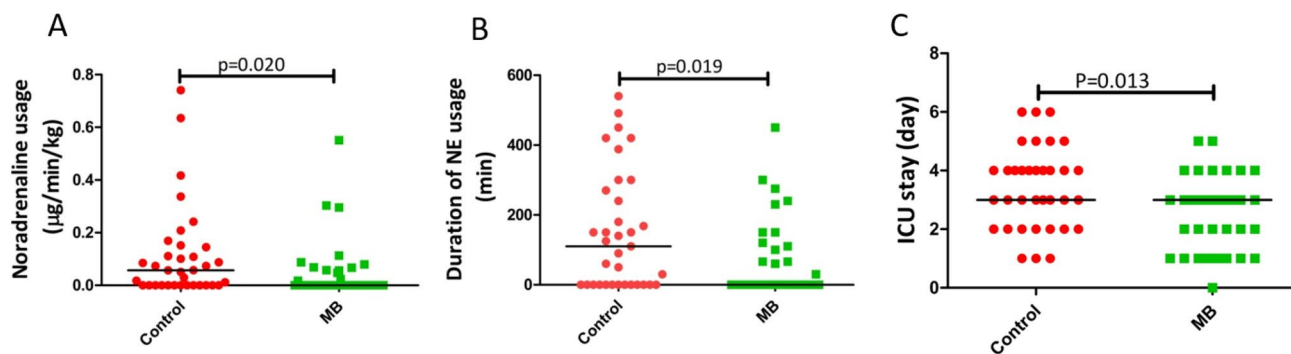 A
Noradrenaline usage
(μg/min/kg)
0.8
0.6
0.4
0.2
0.0
p=0.020
Control
MB
B
Duration of NE usage
(min)
600
400
200
0
p=0.019
Control
MB
C
ICU stay (day)
8
6
4
2
0
P=0.013
Control
MB